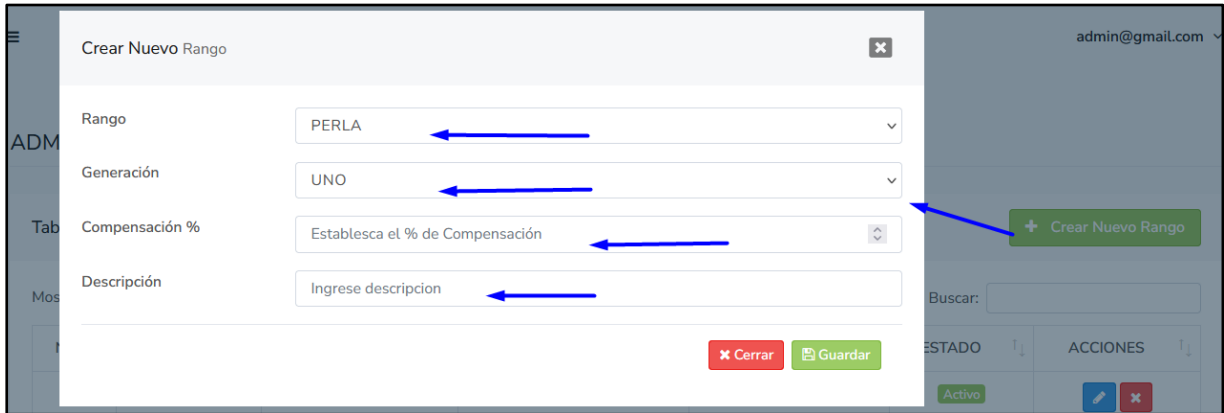 Crear Nuevo Rango
admin@gmail.com
Rango
PERLA
ADM
Generación
UNO
Tab
Compensación %
Establesca el % de Compensación
+ Crear Nuevo Rango
Descripción
Ingrese descripcion
Mos
Buscar:
Cerrar
Guardar
ESTADO
ACCIONES
Activo